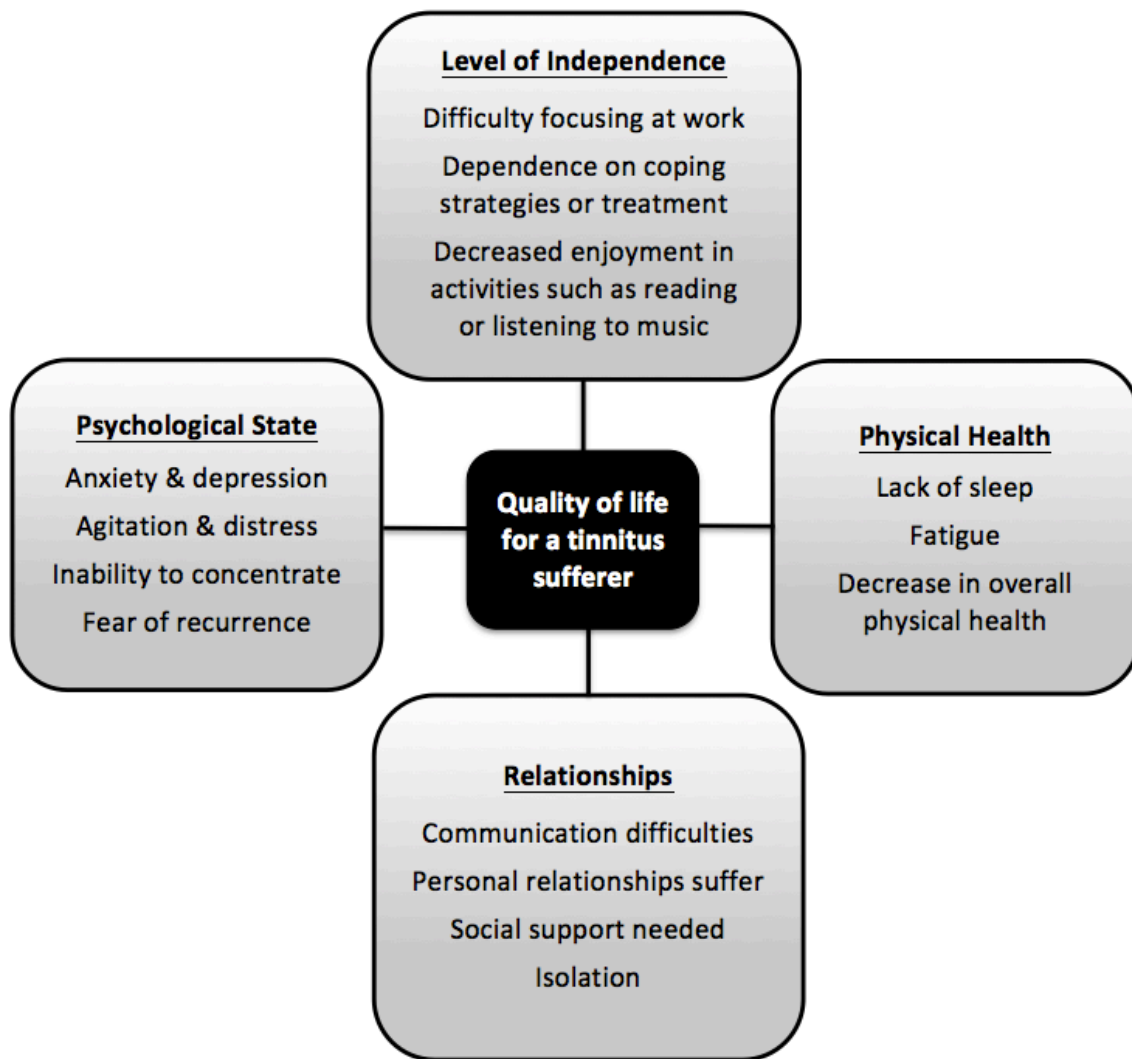 Level of Independence
Difficulty focusing at work
Dependence on coping
strategies or treatment
Decreased enjoyment in
activities such as reading
or listening to music
Psychological State
Anxiety & depression
Agitation & distress
Inability to concentrate
Fear of recurrence
Quality of life
for a tinnitus
sufferer
Physical Health
Lack of sleep
Fatigue
Decrease in overall
physical health
Relationships
Communication difficulties
Personal relationships suffer
Social support needed
Isolation